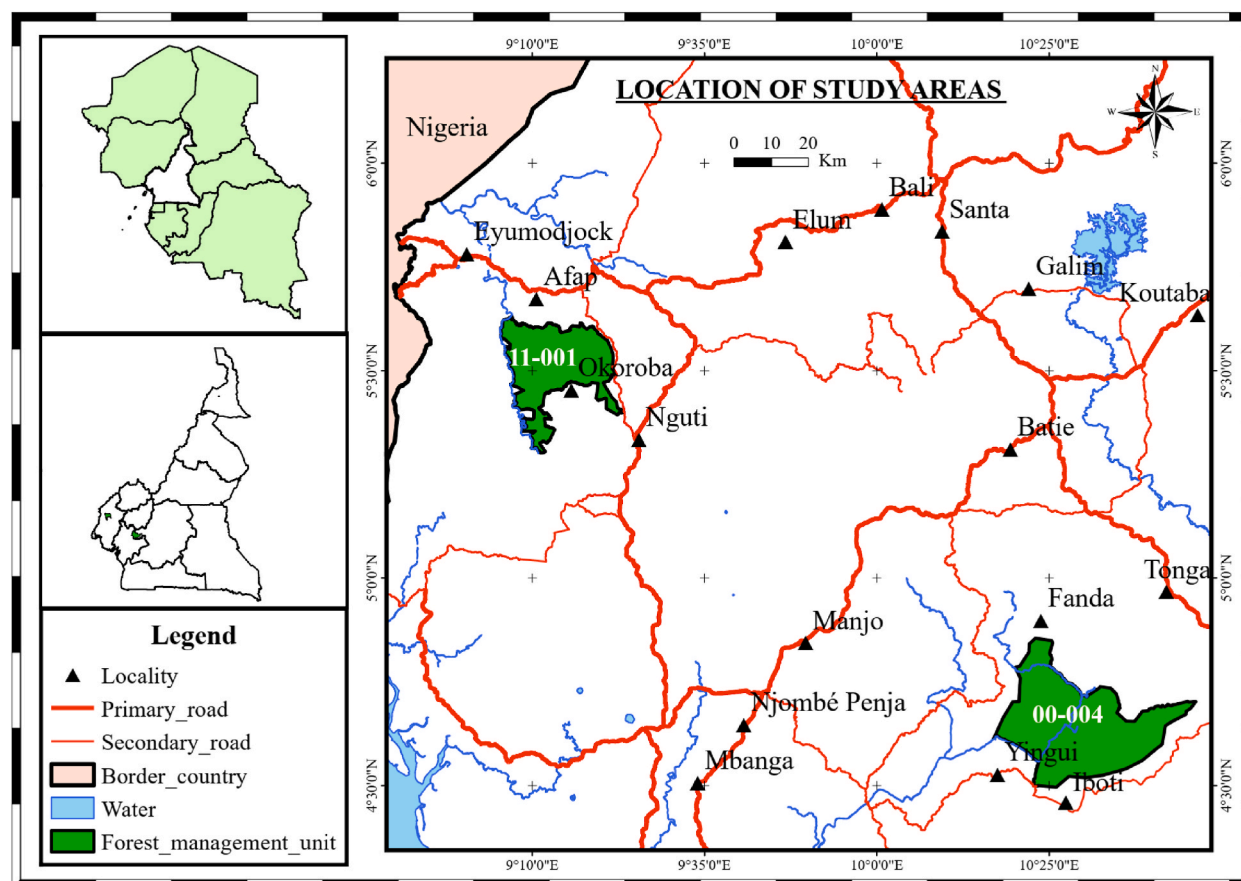 9°10'0"E 9°35'0"E 10°0'0"E 10°25'0"E
LOCATION OF STUDY AREAS
N
W E
S
0 10 20
Km
Nigeria
6°0'0"N
6°0'0"N
Bali
Elum
Santa
Eyumodjock
Afap
Galim
Koutaba
11-001
Okoroba
5°30'0"N
5°30'0"N
Nguti
Batie
5°0'0"N
5°0'0"N
Tonga
Fanda
Manjo
Njombé Penja
00-004
Mbanga
Yingui
Iboti
4°30'0"N
4°30'0"N
9°10'0"E 9°35'0"E 10°0'0"E 10°25'0"E
Legend
Locality
Primary_road
Secondary_road
Border_country
Water
Forest_management_unit